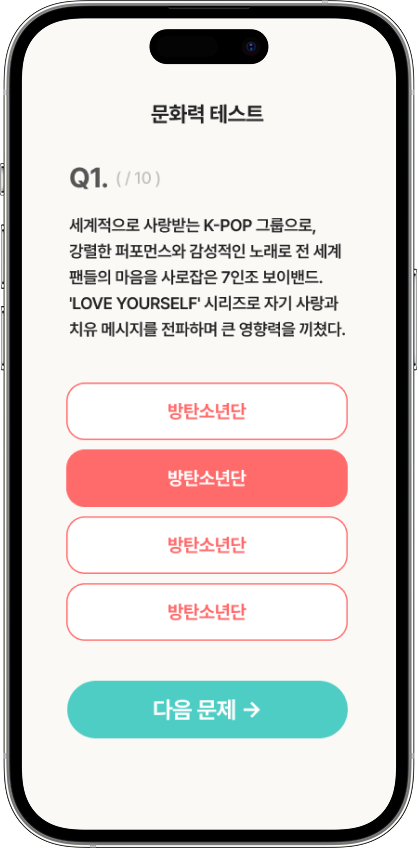 문화력 테스트
Q1. ( / 10 )
세계적으로 사랑받는 K-POP 그룹으로,
강렬한 퍼포먼스와 감성적인 노래로 전 세계
팬들의 마음을 사로잡은 7인조 보이밴드.
'LOVE YOURSELF' 시리즈로 자기 사랑과
치유 메시지를 전파하며 큰 영향력을 끼쳤다.
방탄소년단
방탄소년단
방탄소년단
방탄소년단
다음 문제 →